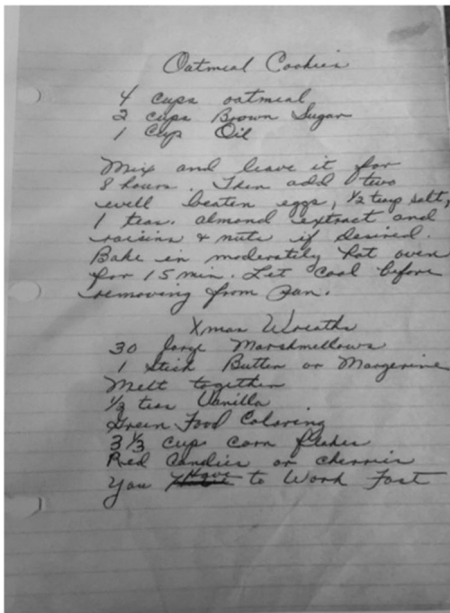 Oatmeal Cookies
4 cups oatmeal
2 cups Brown Sugar
1 Cup Oil
Mix and leave it for
8 hours. Then add two
well beaten eggs, 1/2 teasp salt,
1 teas. almond extract and
raisins & nuts if desired.
Bake in moderately hot oven
for 15 min. Let cool before
removing from pan.
Xmas Wreaths
30 large Marshmellows
1 Stick Butter or Margerine
Melt together
1/3 teas Vanilla
Green Food Coloring
3 1/3 cup corn flakes
Red Candies or cherries
You Have to Work Fast